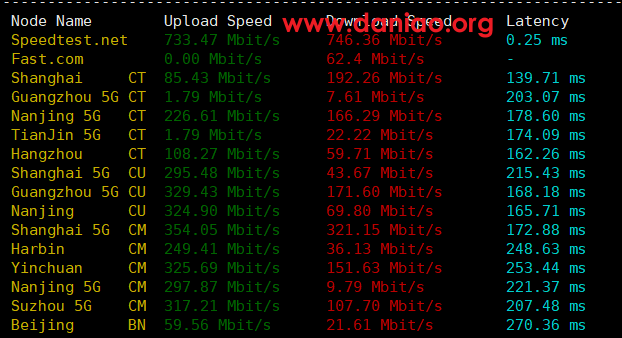 Node Name Upload Speed Download Speed Latency
www.daniao.org
Speedtest.net 733.47 Mbit/s 746.36 Mbit/s 0.25 ms
Fast.com 0.00 Mbit/s 62.4 Mbit/s -
Shanghai CT 85.43 Mbit/s 192.26 Mbit/s 139.71 ms
Guangzhou 5G CT 1.79 Mbit/s 7.61 Mbit/s 203.07 ms
Nanjing 5G CT 226.61 Mbit/s 166.29 Mbit/s 178.60 ms
TianJin 5G CT 1.79 Mbit/s 22.22 Mbit/s 174.09 ms
Hangzhou CT 108.27 Mbit/s 59.71 Mbit/s 162.26 ms
Shanghai 5G CU 295.48 Mbit/s 43.67 Mbit/s 215.43 ms
Guangzhou 5G CU 329.43 Mbit/s 171.60 Mbit/s 168.18 ms
Nanjing CU 324.90 Mbit/s 69.80 Mbit/s 165.71 ms
Shanghai 5G CM 354.05 Mbit/s 321.15 Mbit/s 172.88 ms
Harbin CM 249.41 Mbit/s 36.13 Mbit/s 248.63 ms
Yinchuan CM 325.69 Mbit/s 151.63 Mbit/s 253.44 ms
Nanjing 5G CM 297.87 Mbit/s 9.79 Mbit/s 221.37 ms
Suzhou 5G CM 317.21 Mbit/s 107.70 Mbit/s 207.48 ms
Beijing BN 59.56 Mbit/s 21.61 Mbit/s 270.36 ms